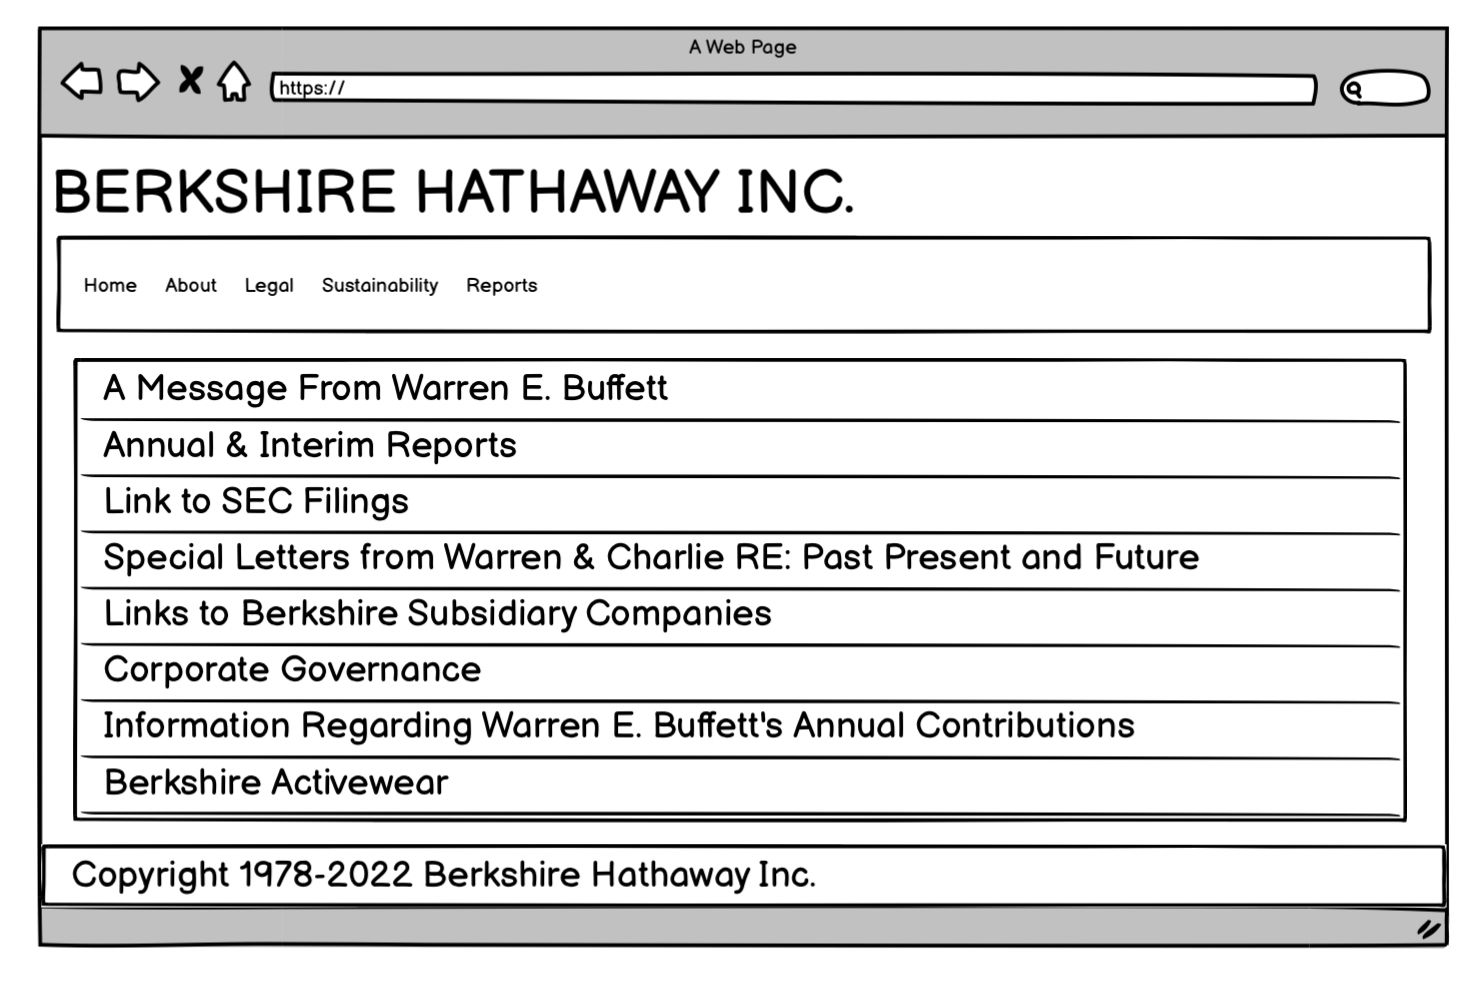 A Web Page
https://
BERKSHIRE HATHAWAY INC.
Home About Legal Sustainability Reports
A Message From Warren E. Buffett
Annual & Interim Reports
Link to SEC Filings
Special Letters from Warren & Charlie RE: Past Present and Future
Links to Berkshire Subsidiary Companies
Corporate Governance
Information Regarding Warren E. Buffett's Annual Contributions
Berkshire Activewear
Copyright 1978-2022 Berkshire Hathaway Inc.